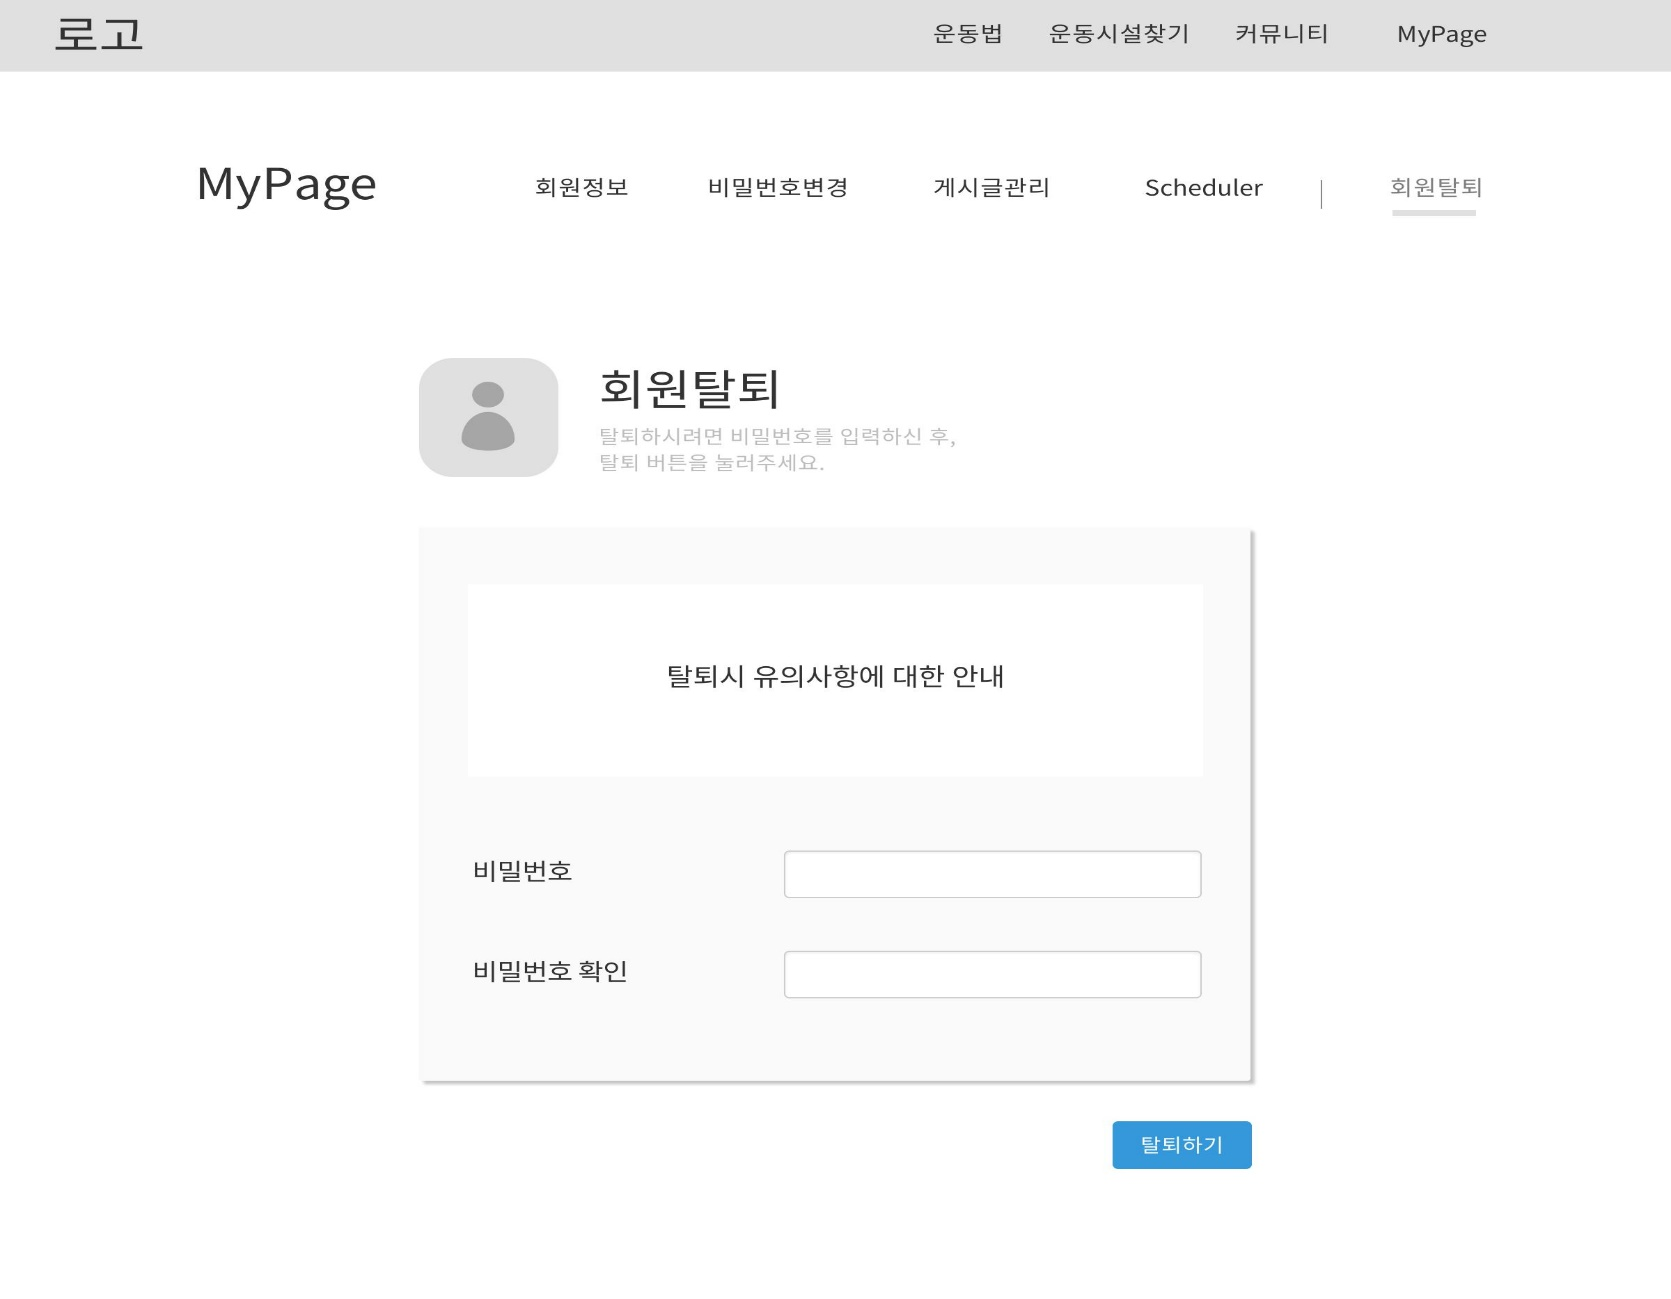 로고 운동법 운동시설찾기 커뮤니티 MyPage
MyPage 회원정보 비밀번호변경 게시글관리 Scheduler | 회원탈퇴
회원탈퇴
탈퇴하시려면 비밀번호를 입력하신 후,
탈퇴 버튼을 눌러주세요.
탈퇴시 유의사항에 대한 안내
비밀번호
비밀번호 확인
탈퇴하기